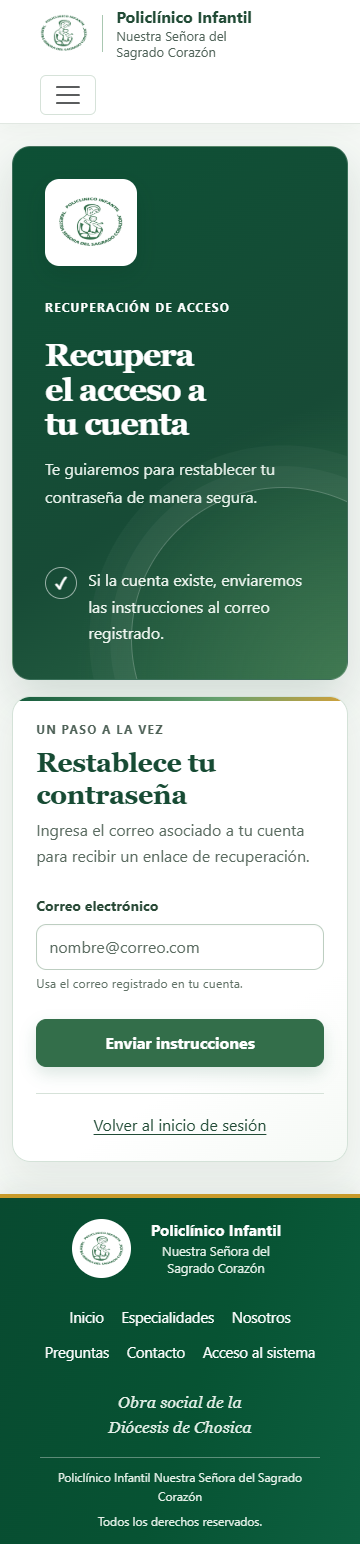 Policlínico Infantil
Nuestra Señora del
Sagrado Corazón
POLICLÍNICO INFANTIL
RECUPERACIÓN DE ACCESO
Recupera
el acceso a
tu cuenta
Te guiaremos para restablecer tu
contraseña de manera segura.
Si la cuenta existe, enviaremos
las instrucciones al correo
registrado.
UN PASO A LA VEZ
Restablece tu
contraseña
Ingresa el correo asociado a tu cuenta
para recibir un enlace de recuperación.
Correo electrónico
nombre@correo.com
Usa el correo registrado en tu cuenta.
Enviar instrucciones
Volver al inicio de sesión
Policlínico Infantil
Nuestra Señora del
Sagrado Corazón
Inicio Especialidades Nosotros
Preguntas Contacto Acceso al sistema
Obra social de la
Diócesis de Chosica
Policlínico Infantil Nuestra Señora del Sagrado
Corazón
Todos los derechos reservados.